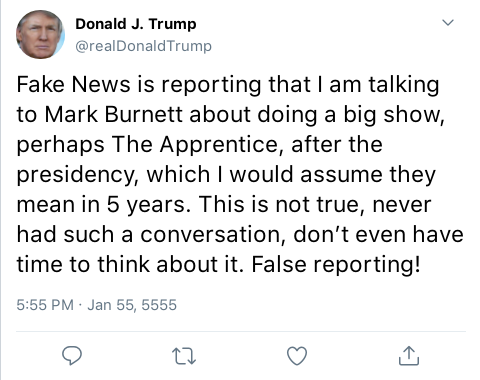 Donald J. Trump
@realDonaldTrump
Fake News is reporting that I am talking
to Mark Burnett about doing a big show,
perhaps The Apprentice, after the
presidency, which I would assume they
mean in 5 years. This is not true, never
had such a conversation, don’t even have
time to think about it. False reporting!
5:55 PM · Jan 55, 5555